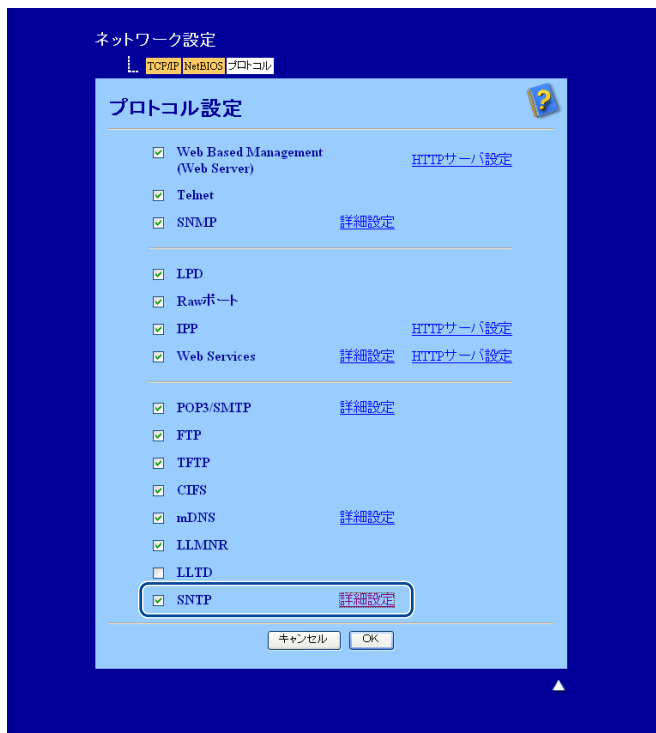 ネットワーク設定
TCP/IP NetBIOS プロトコル
プロトコル設定
Web Based Management HTTPサーバ設定
(Web Server)
Telnet
SNMP 詳細設定
LPD
Rawポート
IPP HTTPサーバ設定
Web Services 詳細設定 HTTPサーバ設定
POP3/SMTP 詳細設定
FTP
TFTP
CIFS
mDNS 詳細設定
LLMNR
LLTD
SNTP 詳細設定
キャンセル OK